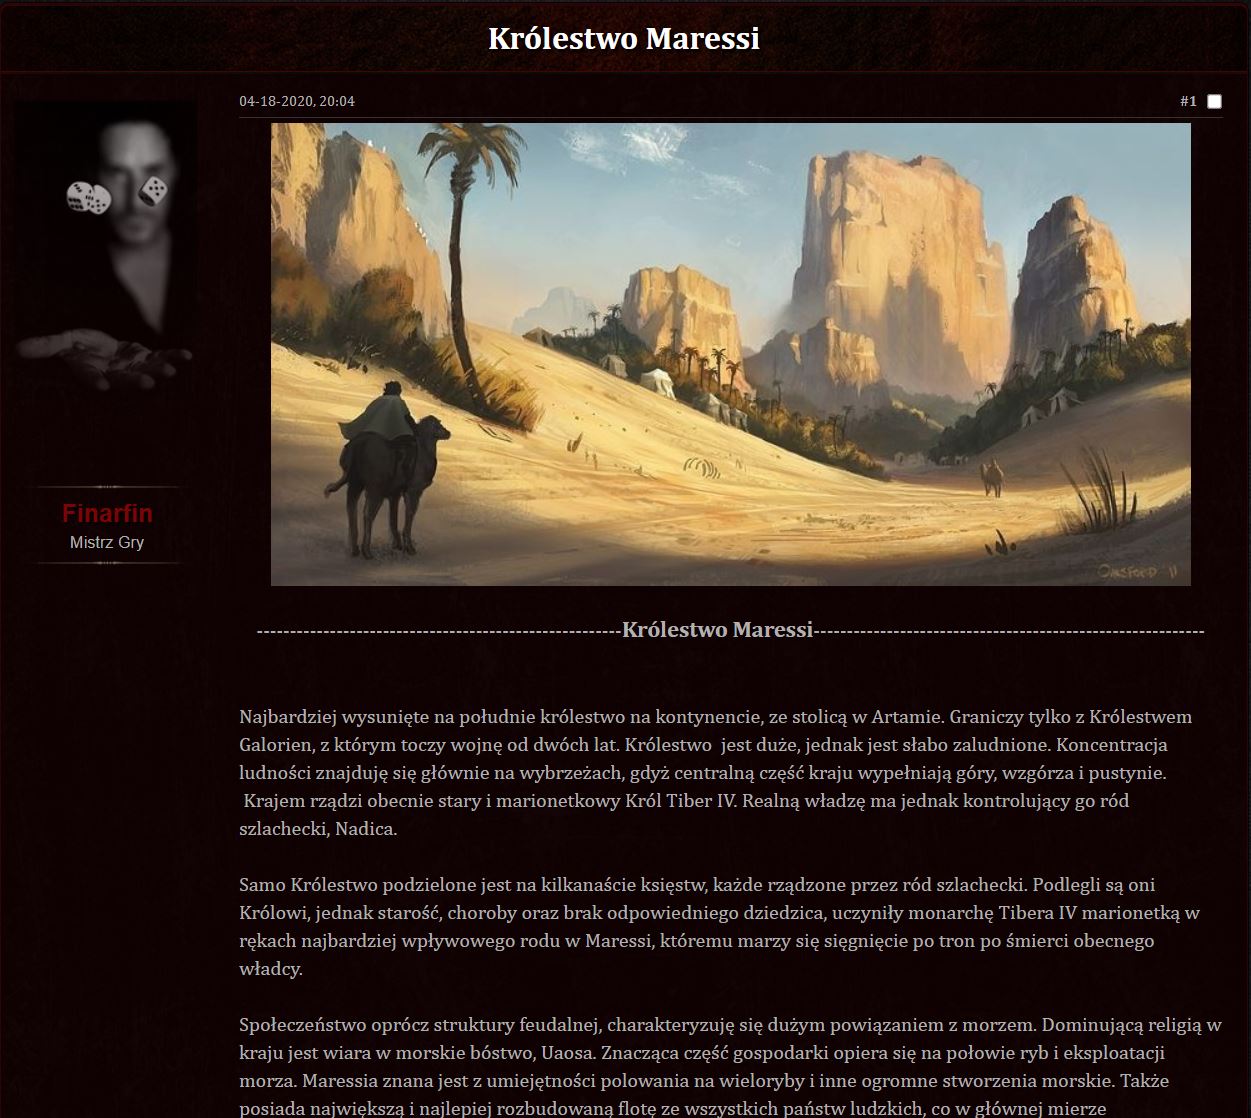 Królestwo Maressi
04-18-2020, 20:04
#1
Finarfin
Mistrz Gry
-------------------------------------------------------Królestwo Maressi-----------------------------------------------------------
Najbardziej wysunięte na południe królestwo na kontynencie, ze stolicą w Artamie. Graniczy tylko z Królestwem
Galorien, z którym toczy wojnę od dwóch lat. Królestwo  jest duże, jednak jest słabo zaludnione. Koncentracja
ludności znajduję się głównie na wybrzeżach, gdyż centralną część kraju wypełniają góry, wzgórza i pustynie.
Krajem rządzi obecnie stary i marionetkowy Król Tiber IV. Realną władzę ma jednak kontrolujący go ród
szlachecki, Nadica.
Samo Królestwo podzielone jest na kilkanaście księstw, każde rządzone przez ród szlachecki. Podlegli są oni
Królowi, jednak starość, choroby oraz brak odpowiedniego dziedzica, uczyniły monarchę Tibera IV marionetką w
rękach najbardziej wpływowego rodu w Maressi, któremu marzy się sięgnięcie po tron po śmierci obecnego
władcy.
Społeczeństwo oprócz struktury feudalnej, charakteryzuję się dużym powiązaniem z morzem. Dominującą religią w
kraju jest wiara w morskie bóstwo, Uaosa. Znacząca część gospodarki opiera się na połowie ryb i eksploatacji
morza. Maressia znana jest z umiejętności polowania na wieloryby i inne ogromne stworzenia morskie. Także
posiada największą i najlepiej rozbudowaną flotę ze wszystkich państw ludzkich, co w głównej mierze